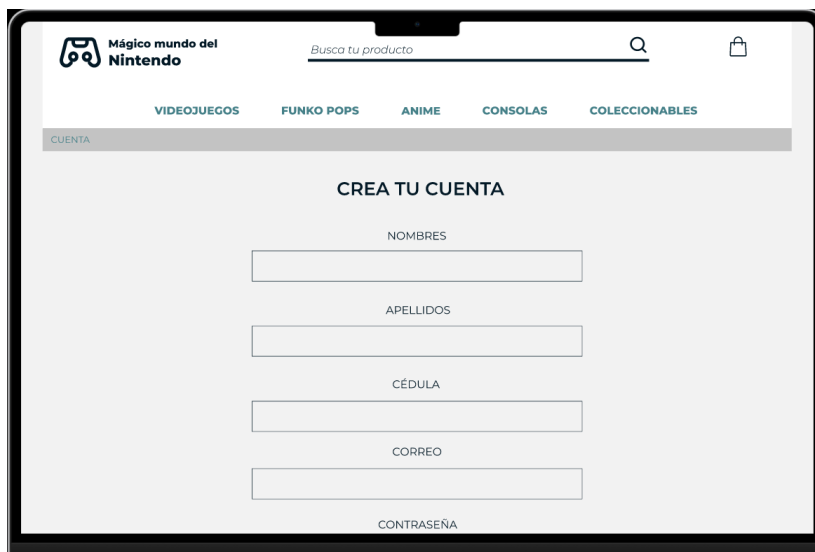 Mágico mundo del
Nintendo
Busca tu producto
VIDEOJUEGOS FUNKO POPS ANIME CONSOLAS COLECCIONABLES
CUENTA
CREA TU CUENTA
NOMBRES
APELLIDOS
CÉDULA
CORREO
CONTRASEÑA